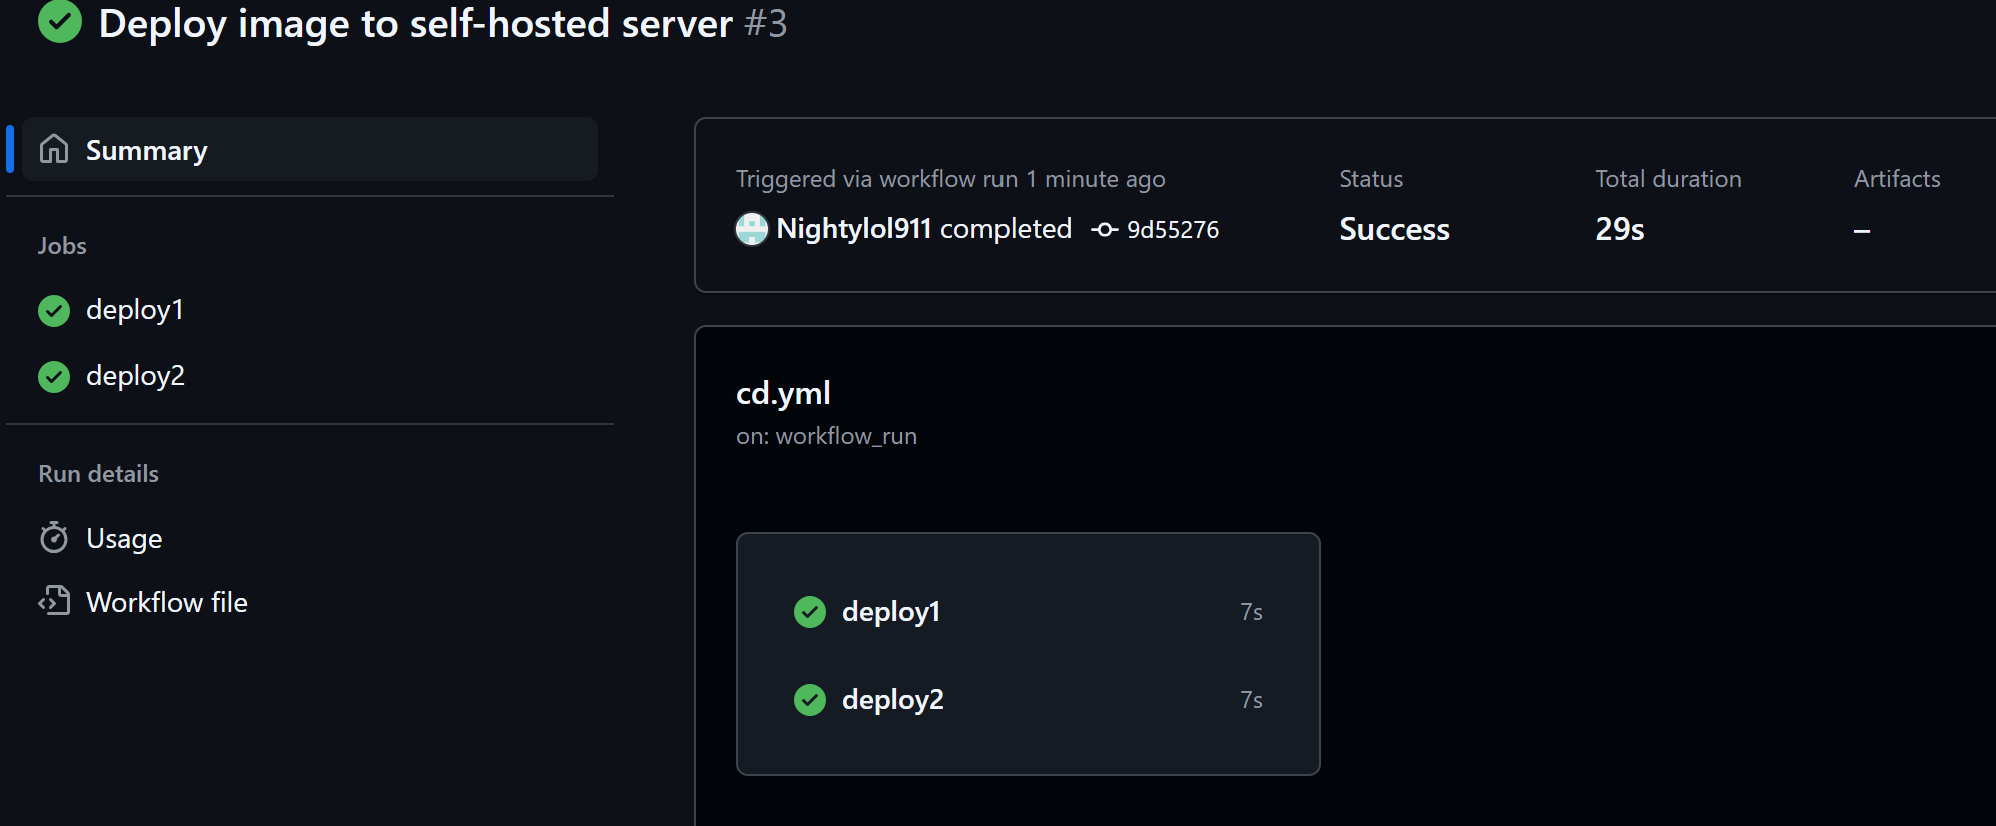 Deploy image to self-hosted server #3
Summary
Jobs
deploy1
deploy2
Run details
Usage
Workflow file
Triggered via workflow run 1 minute ago
Nightylol911 completed 9d55276
Status
Success
Total duration
29s
Artifacts
–
cd.yml
on: workflow_run
deploy1 7s
deploy2 7s